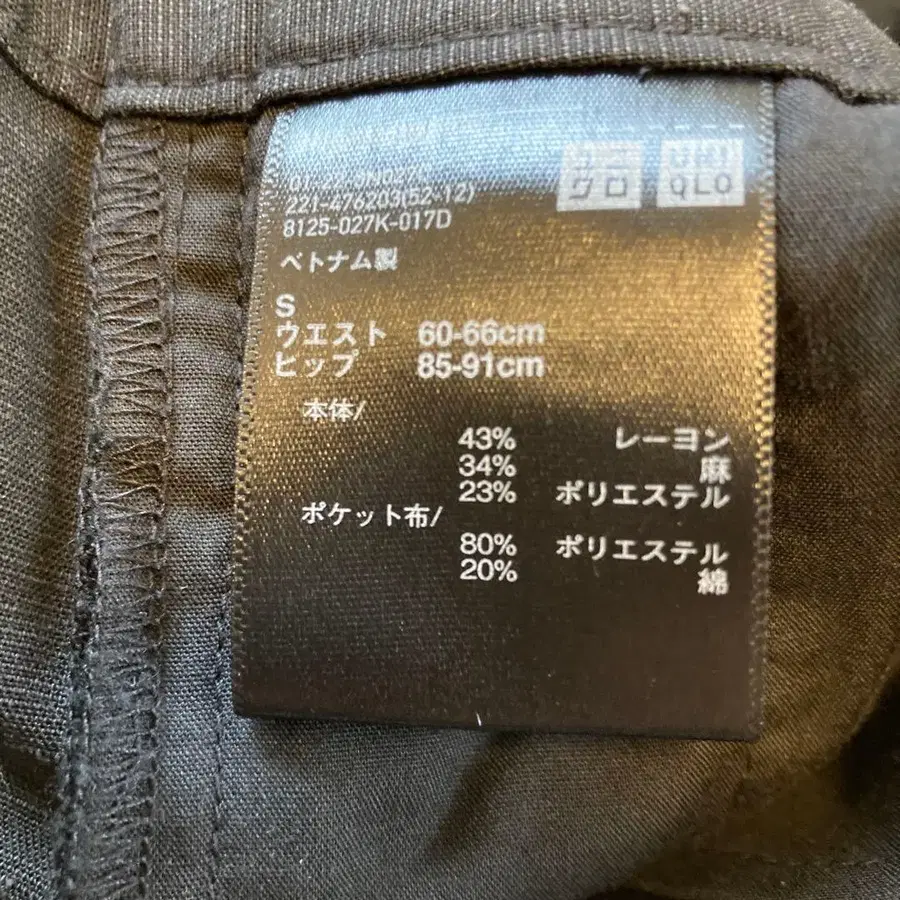 ユニ
クロ
UNI
QLO
221-476203(52-12)
8125-027K-017D
ベトナム製
S
ウエスト 60-66cm
ヒップ 85-91cm
本体/
43% レーヨン
34% 麻
23% ポリエステル
ポケット布/
80% ポリエステル
20% 綿